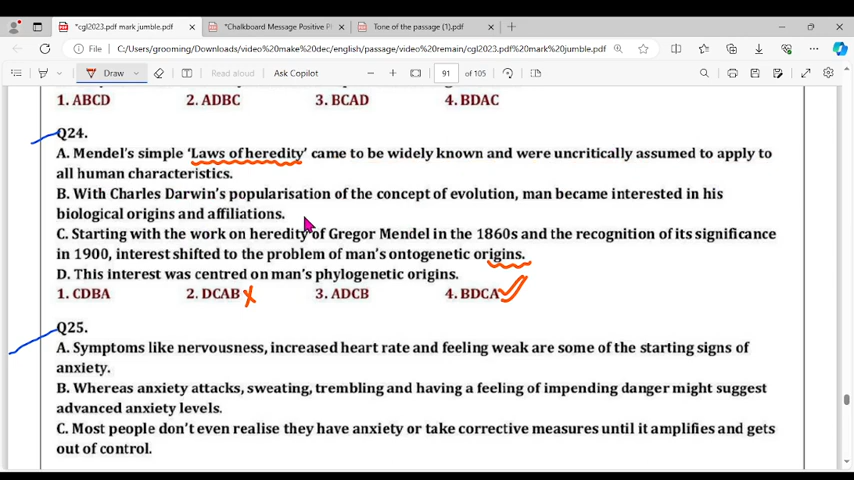 *cgl2023.pdf mark jumble.pdf
*Chalkboard Message Positive P
Tone of the passage (1).pdf
File
C:/Users/grooming/Downloads/video%20make%20dec/english/passage/video%20remain/cgl2023.pdf%20mark%20jumble.pdf
Draw
Read aloud
Ask Copilot
91
of 105
1. ABCD 2. ADBC 3. BCAD 4. BDAC
Q24.
A. Mendel's simple 'Laws of heredity' came to be widely known and were uncritically assumed to apply to
all human characteristics.
B. With Charles Darwin's popularisation of the concept of evolution, man became interested in his
biological origins and affiliations.
C. Starting with the work on heredity of Gregor Mendel in the 1860s and the recognition of its significance
in 1900, interest shifted to the problem of man's ontogenetic origins.
D. This interest was centred on man's phylogenetic origins.
1. CDBA 2. DCAB 3. ADCB 4. BDCA
Q25.
A. Symptoms like nervousness, increased heart rate and feeling weak are some of the starting signs of
anxiety.
B. Whereas anxiety attacks, sweating, trembling and having a feeling of impending danger might suggest
advanced anxiety levels.
C. Most people don't even realise they have anxiety or take corrective measures until it amplifies and gets
out of control.